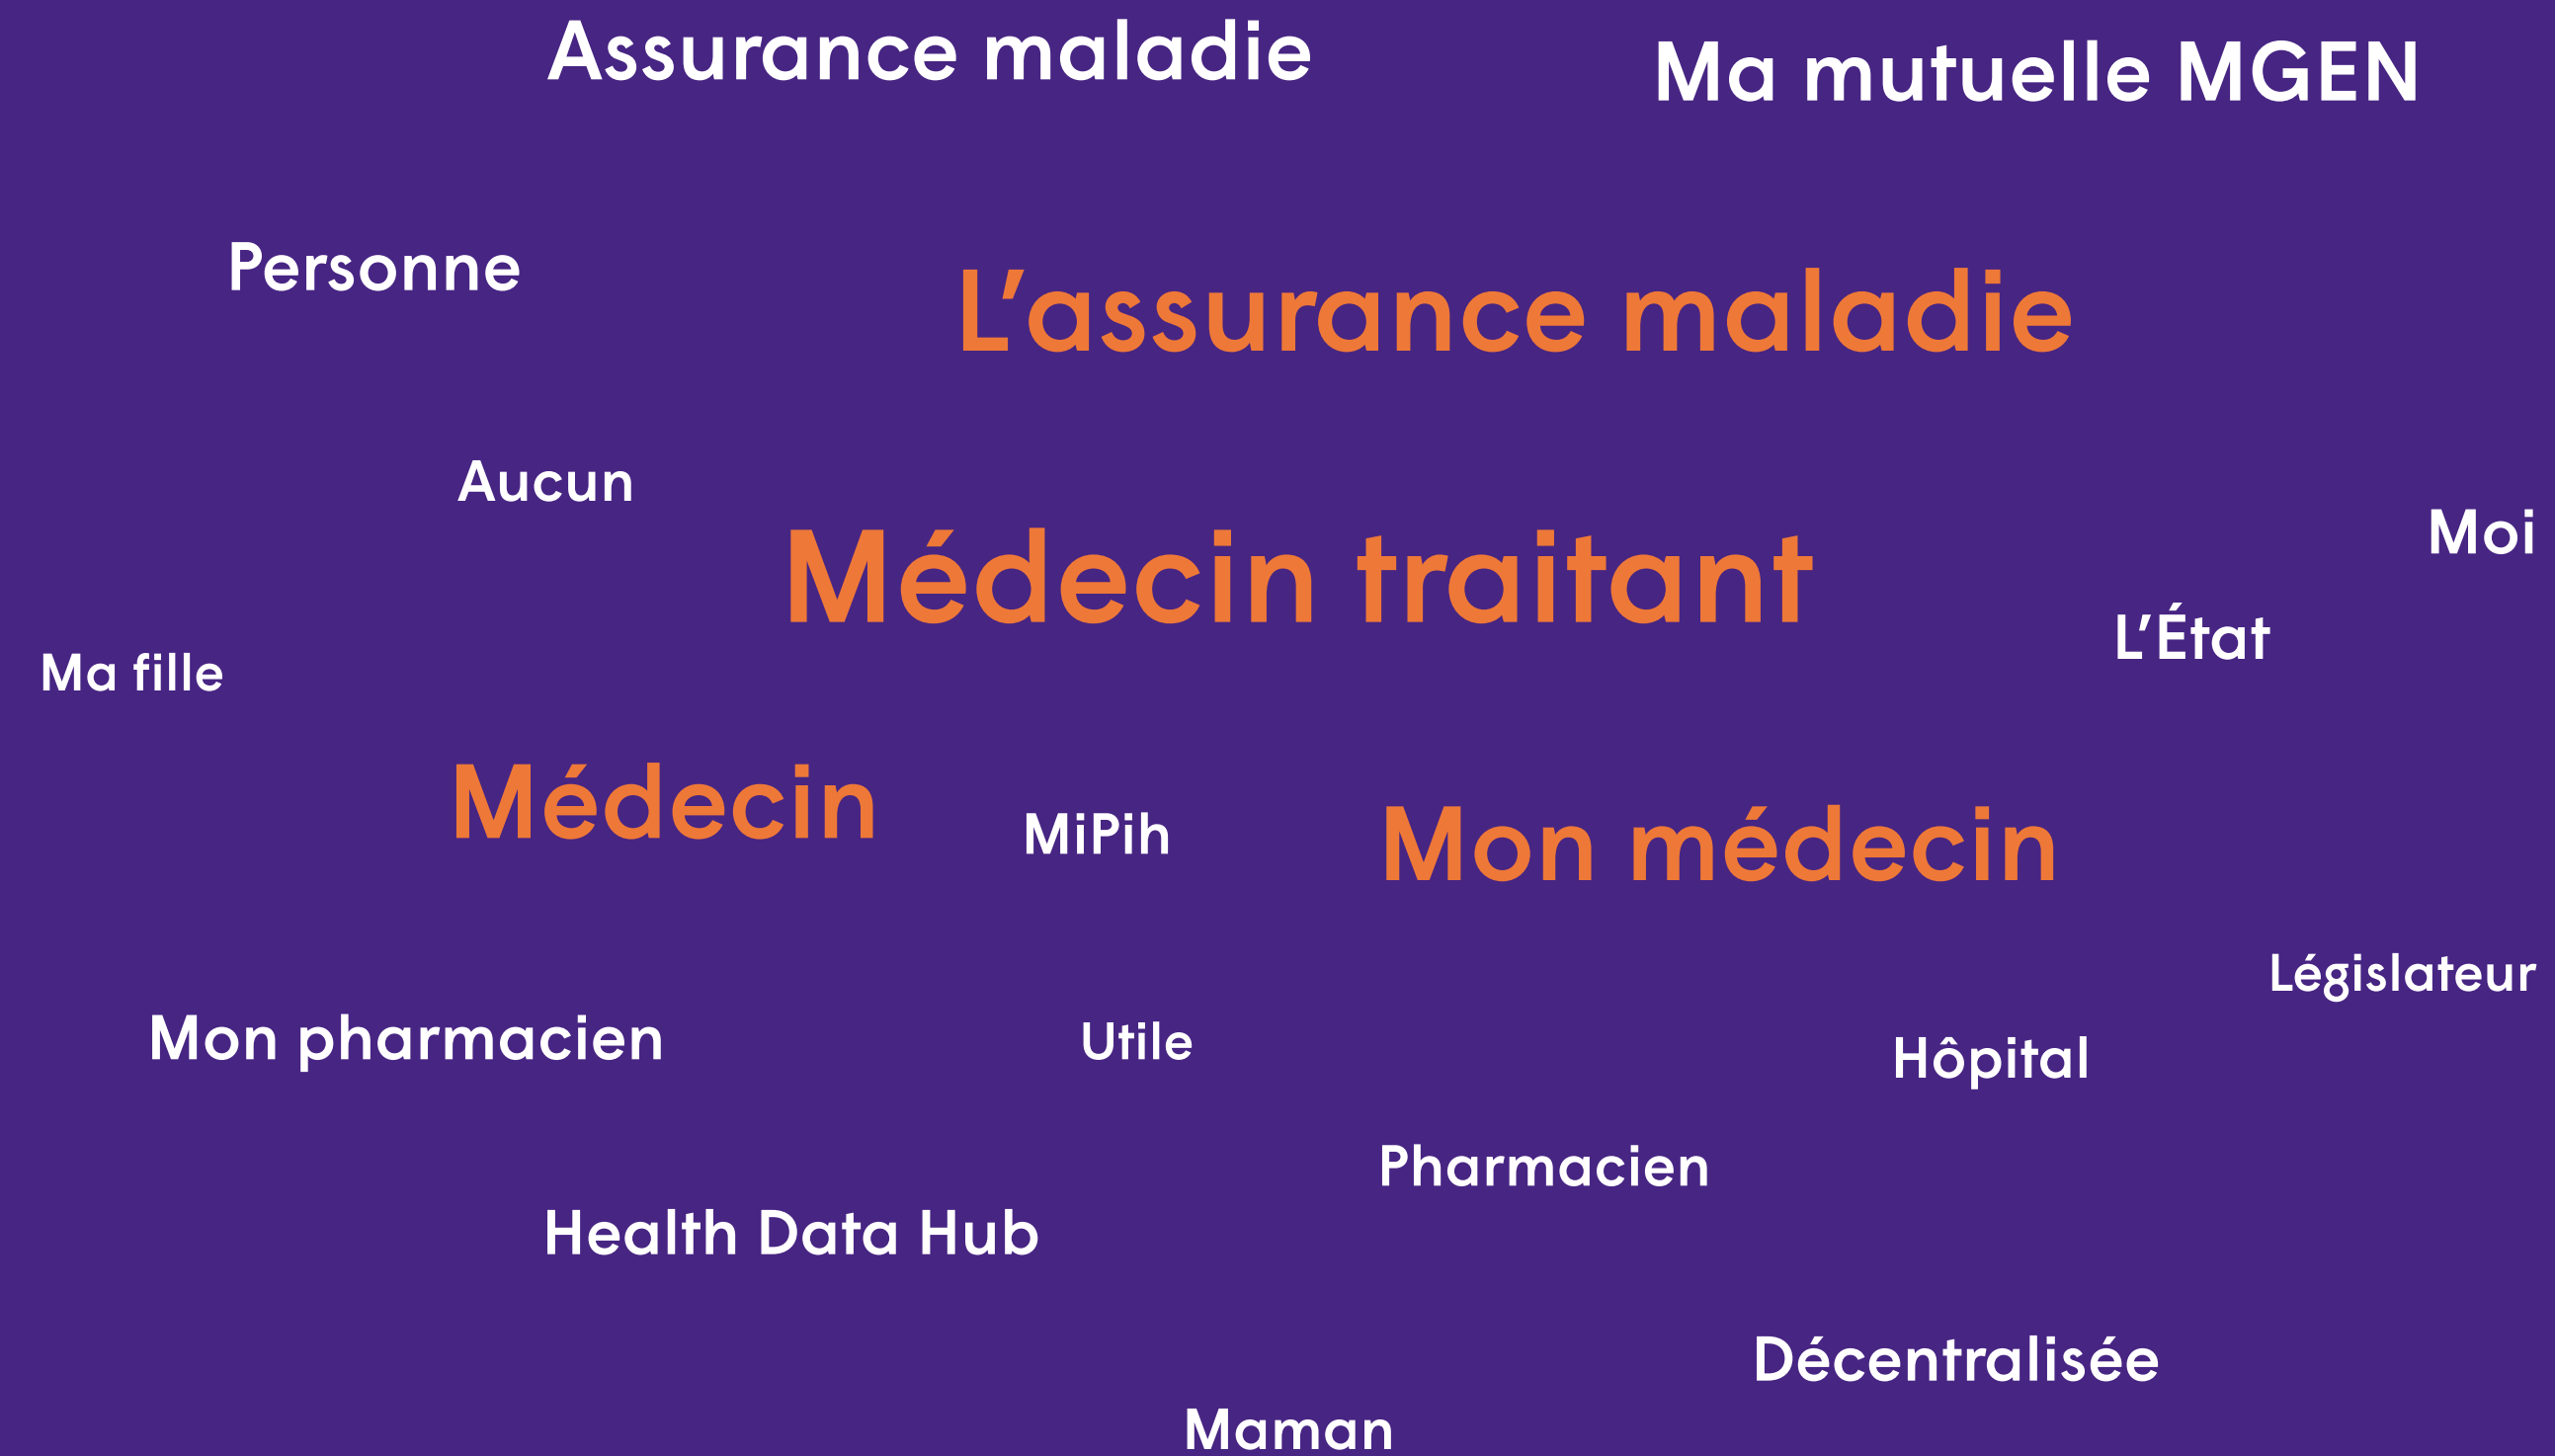 Assurance maladie
Ma mutuelle MGEN
Personne
L’assurance maladie
Aucun
Moi
Médecin traitant
L’État
Ma fille
Médecin
MiPih
Mon médecin
Législateur
Mon pharmacien
Utile
Hôpital
Pharmacien
Health Data Hub
Décentralisée
Maman